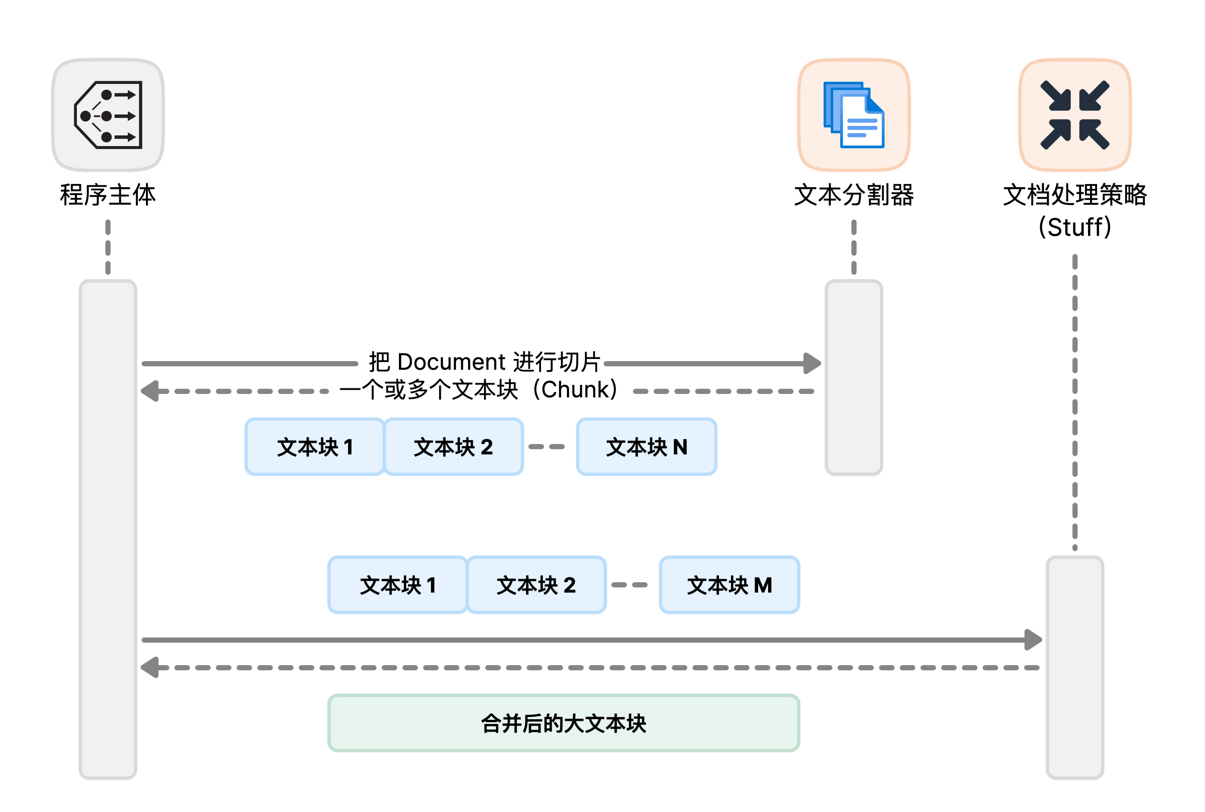 程序主体
文本分割器
文档处理策略
（Stuff）
把 Document 进行切片
一个或多个文本块（Chunk）
文本块 1
文本块 2
文本块 N
文本块 1
文本块 2
文本块 M
合并后的大文本块